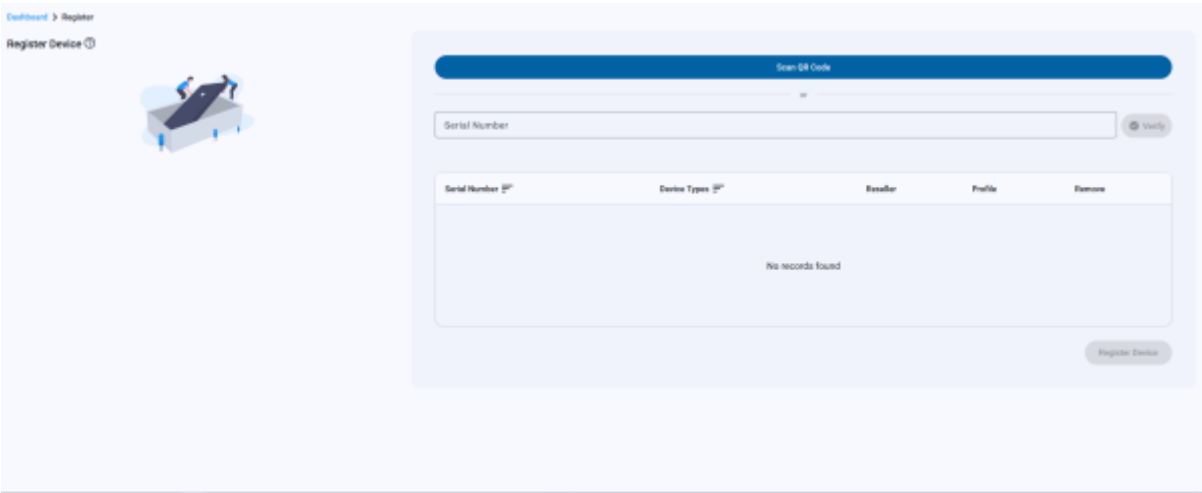 Dashboard > Register
Register Device
Scan QR Code
or
Serial Number
Verify
Serial Number Device Types Reseller Profile Remove
No records found
Register Device